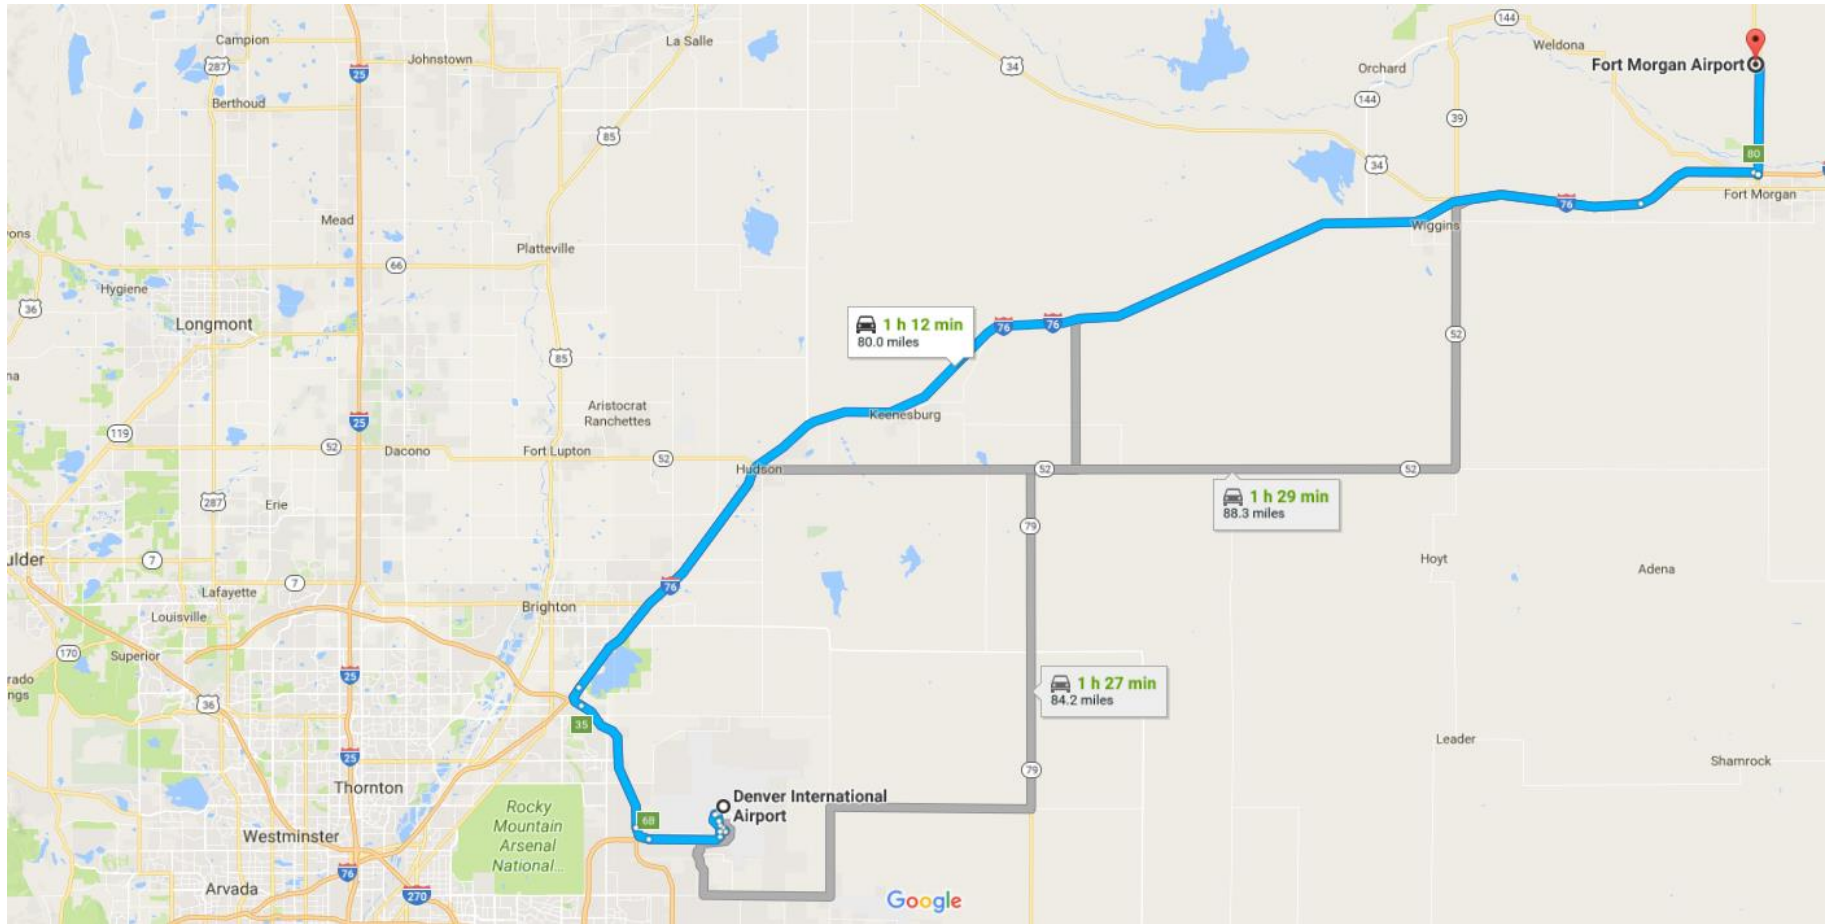 Campion
La Salle
144
Weldona
287
25
Johnstown
34
Orchard
Fort Morgan Airport
Berthoud
144
39
85
34
80
Fort Morgan
76
Wiggins
Mead
Platteville
66
Hygiene
36
Longmont
1 h 12 min
80.0 miles
76
76
52
85
Aristocrat
Ranchettes
Keenesburg
25
119
52
Dacono
Fort Lupton
52
Hudson
52
52
1 h 29 min
88.3 miles
287
Erie
79
7
Hoyt
Adena
7
Lafayette
76
Brighton
Louisville
170
Superior
25
36
1 h 27 min
84.2 miles
35
Leader
25
Shamrock
79
Thornton
Denver International
Airport
Rocky
Mountain
Arsenal
National...
68
Westminster
76
Arvada
270
Google